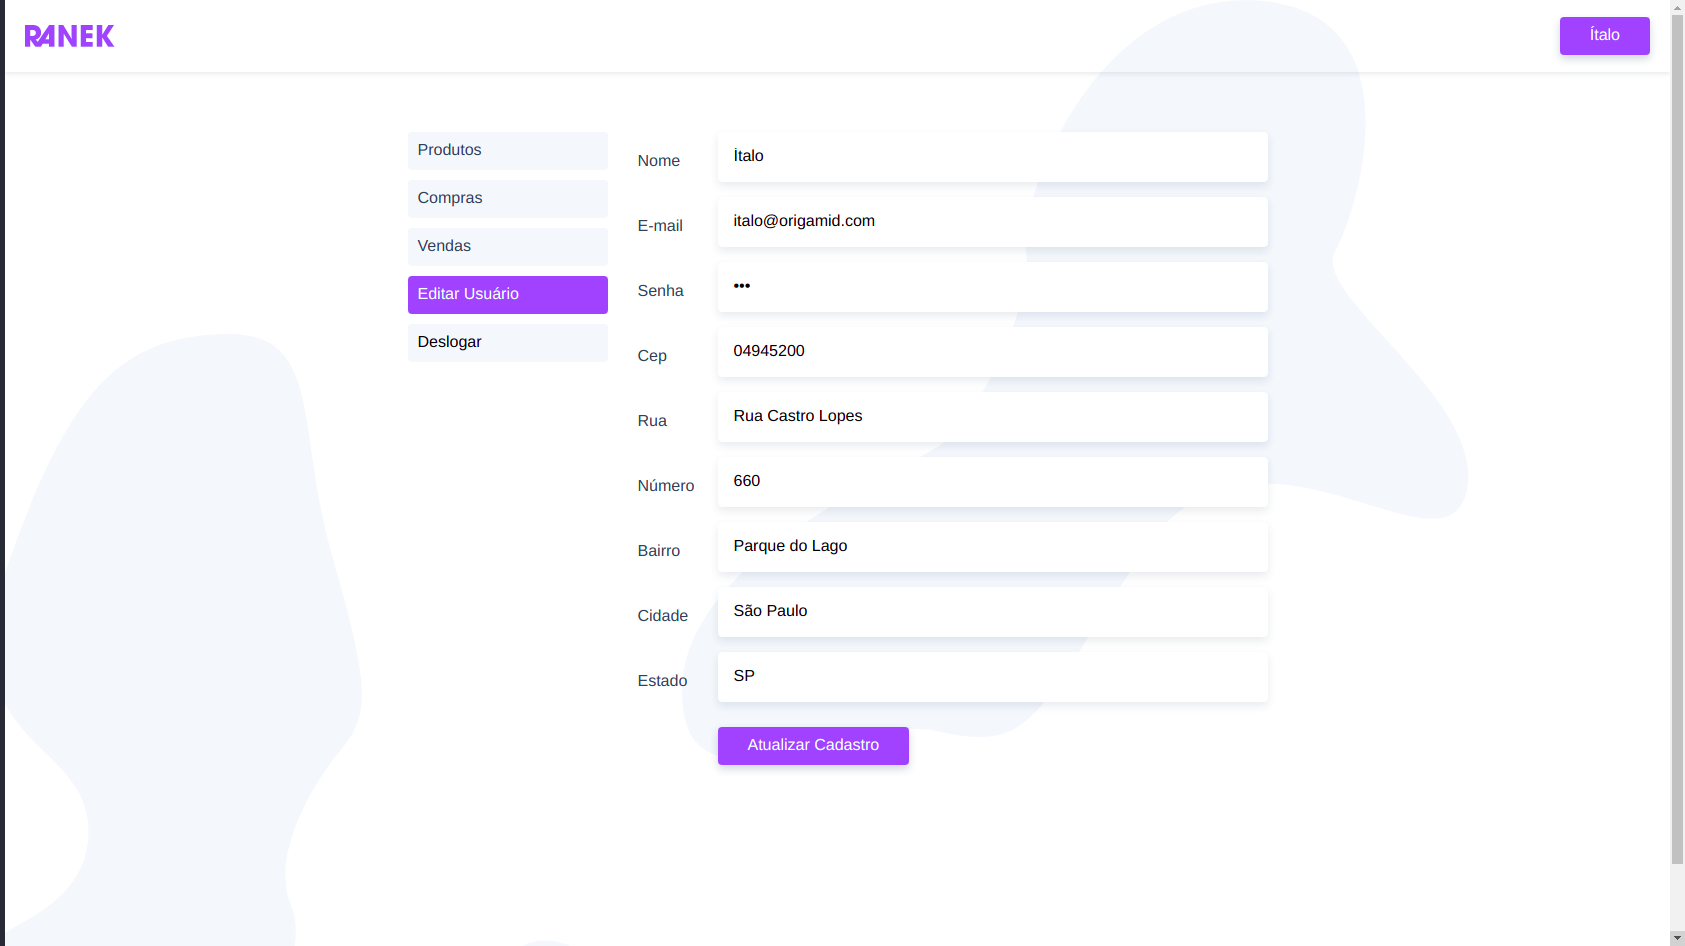 RANEK
Ítalo
Produtos
Compras
Vendas
Editar Usuário
Deslogar
Nome
Ítalo
E-mail
italo@origamid.com
Senha
•••
Cep
04945200
Rua
Rua Castro Lopes
Número
660
Bairro
Parque do Lago
Cidade
São Paulo
Estado
SP
Atualizar Cadastro